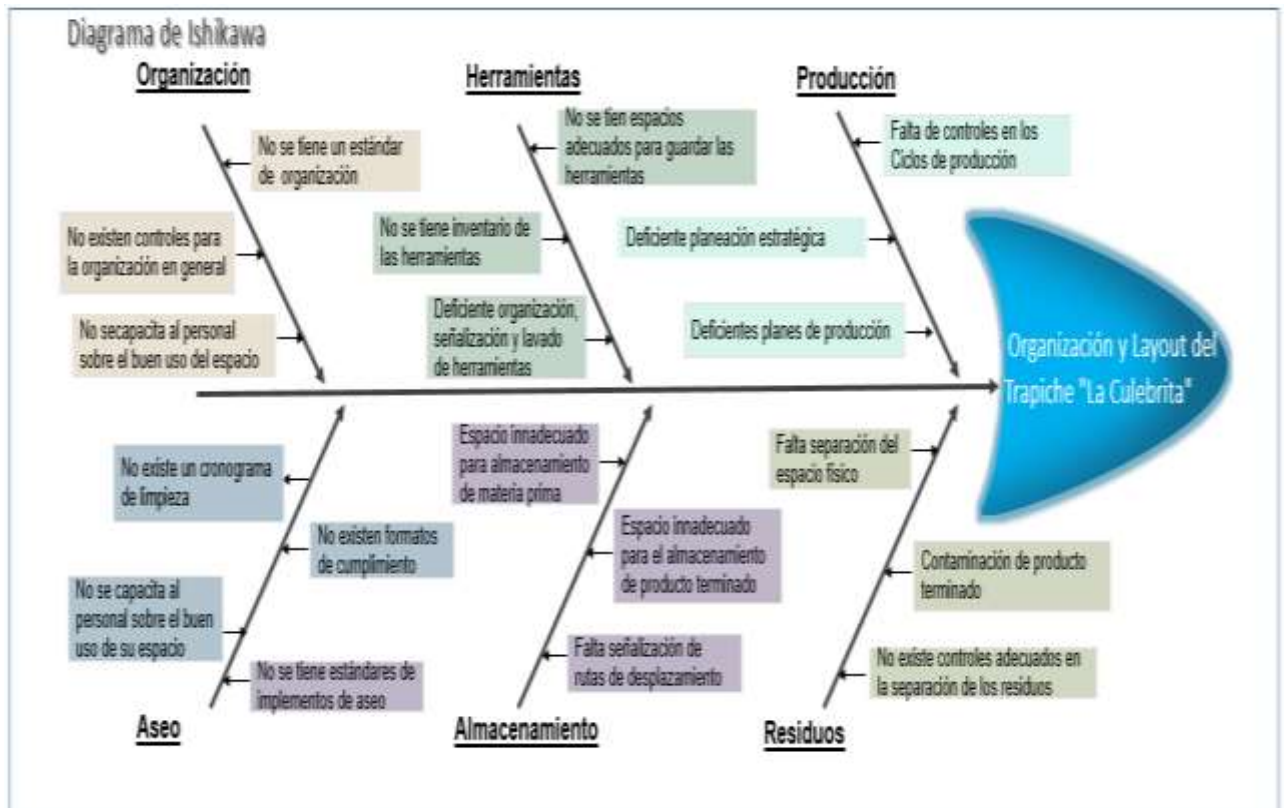 Diagrama de Ishikawa
Organización
Herramientas
Producción
No se tiene un estándar
de organización
No existen controles para
la organización en general
No secapacita al personal
sobre el buen uso del espacio
No se tien espacios
adecuados para guardar las
herramientas
No se tiene inventario de
las herramientas
Deficiente organización,
señalización y lavado
de herramientas
Falta de controles en los
Ciclos de producción
Deficiente planeación estratégica
Deficientes planes de producción
Organización y Layout del
Trapiche "La Culebrita"
No existe un cronograma
de limpieza
No existen formatos
de cumplimiento
No se capacita al
personal sobre el buen
uso de su espacio
No se tiene estándares de
implementos de aseo
Espacio innadecuado
para almacenamiento
de materia prima
Espacio innadecuado
para el almacenamiento
de producto terminado
Falta señalización de
rutas de desplazamiento
Falta separación del
espacio físico
Contaminación de producto
terminado
No existe controles adecuados en
la separación de los residuos
Aseo
Almacenamiento
Residuos